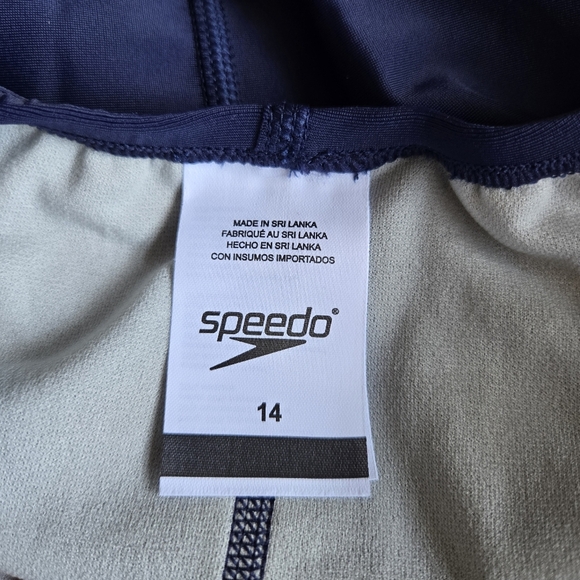 MADE IN SRI LANKA
FABRIQUÉ AU SRI LANKA
HECHO EN SRI LANKA
CON INSUMOS IMPORTADOS
speedo®
14